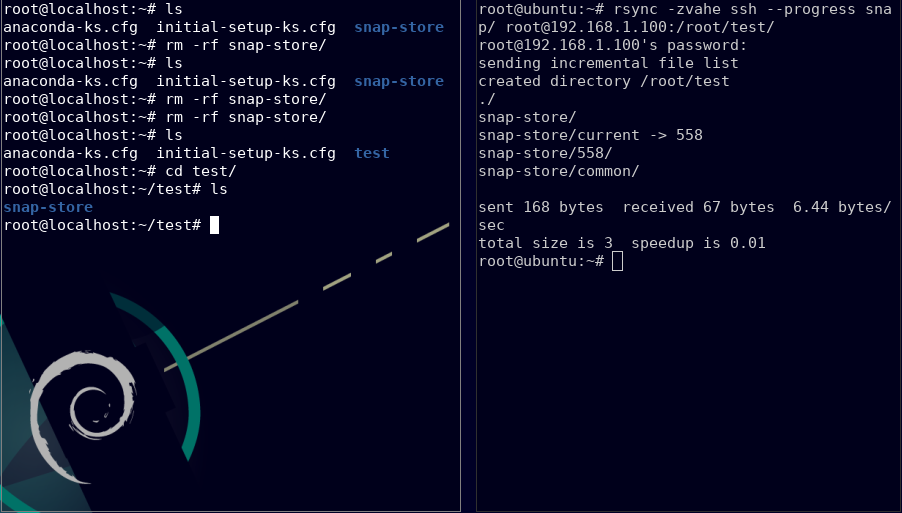 root@localhost:~# ls
anaconda-ks.cfg  initial-setup-ks.cfg  snap-store
root@localhost:~# rm -rf snap-store/
root@localhost:~# ls
anaconda-ks.cfg  initial-setup-ks.cfg  snap-store
root@localhost:~# rm -rf snap-store/
root@localhost:~# rm -rf snap-store/
root@localhost:~# ls
anaconda-ks.cfg  initial-setup-ks.cfg  test
root@localhost:~# cd test/
root@localhost:~/test# ls
snap-store
root@localhost:~/test#
root@ubuntu:~# rsync -zvahe ssh --progress sna
p/ root@192.168.1.100:/root/test/
root@192.168.1.100's password:
sending incremental file list
created directory /root/test
./
snap-store/
snap-store/current -> 558
snap-store/558/
snap-store/common/
sent 168 bytes  received 67 bytes  6.44 bytes/
sec
total size is 3  speedup is 0.01
root@ubuntu:~#